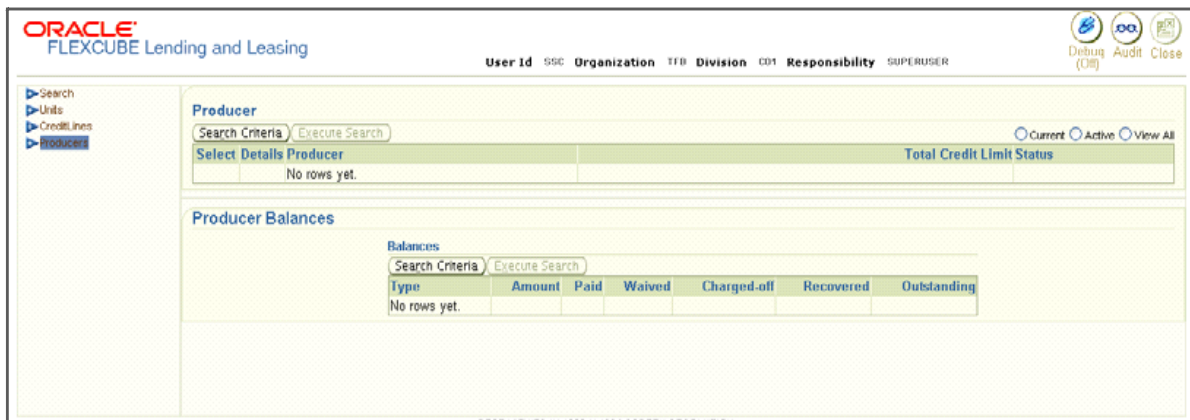 ORACLE
FLEXCUBE Lending and Leasing
User Id SSC Organization TFB Division C01 Responsibility SUPERUSER
Debug (Off) Audit Close
Search
Units
CreditLines
Producers
Producer
Search Criteria Execute Search
Current Active View All
Select Details Producer Total Credit Limit Status
No rows yet.
Producer Balances
Balances
Search Criteria Execute Search
Type Amount Paid Waived Charged-off Recovered Outstanding
No rows yet.